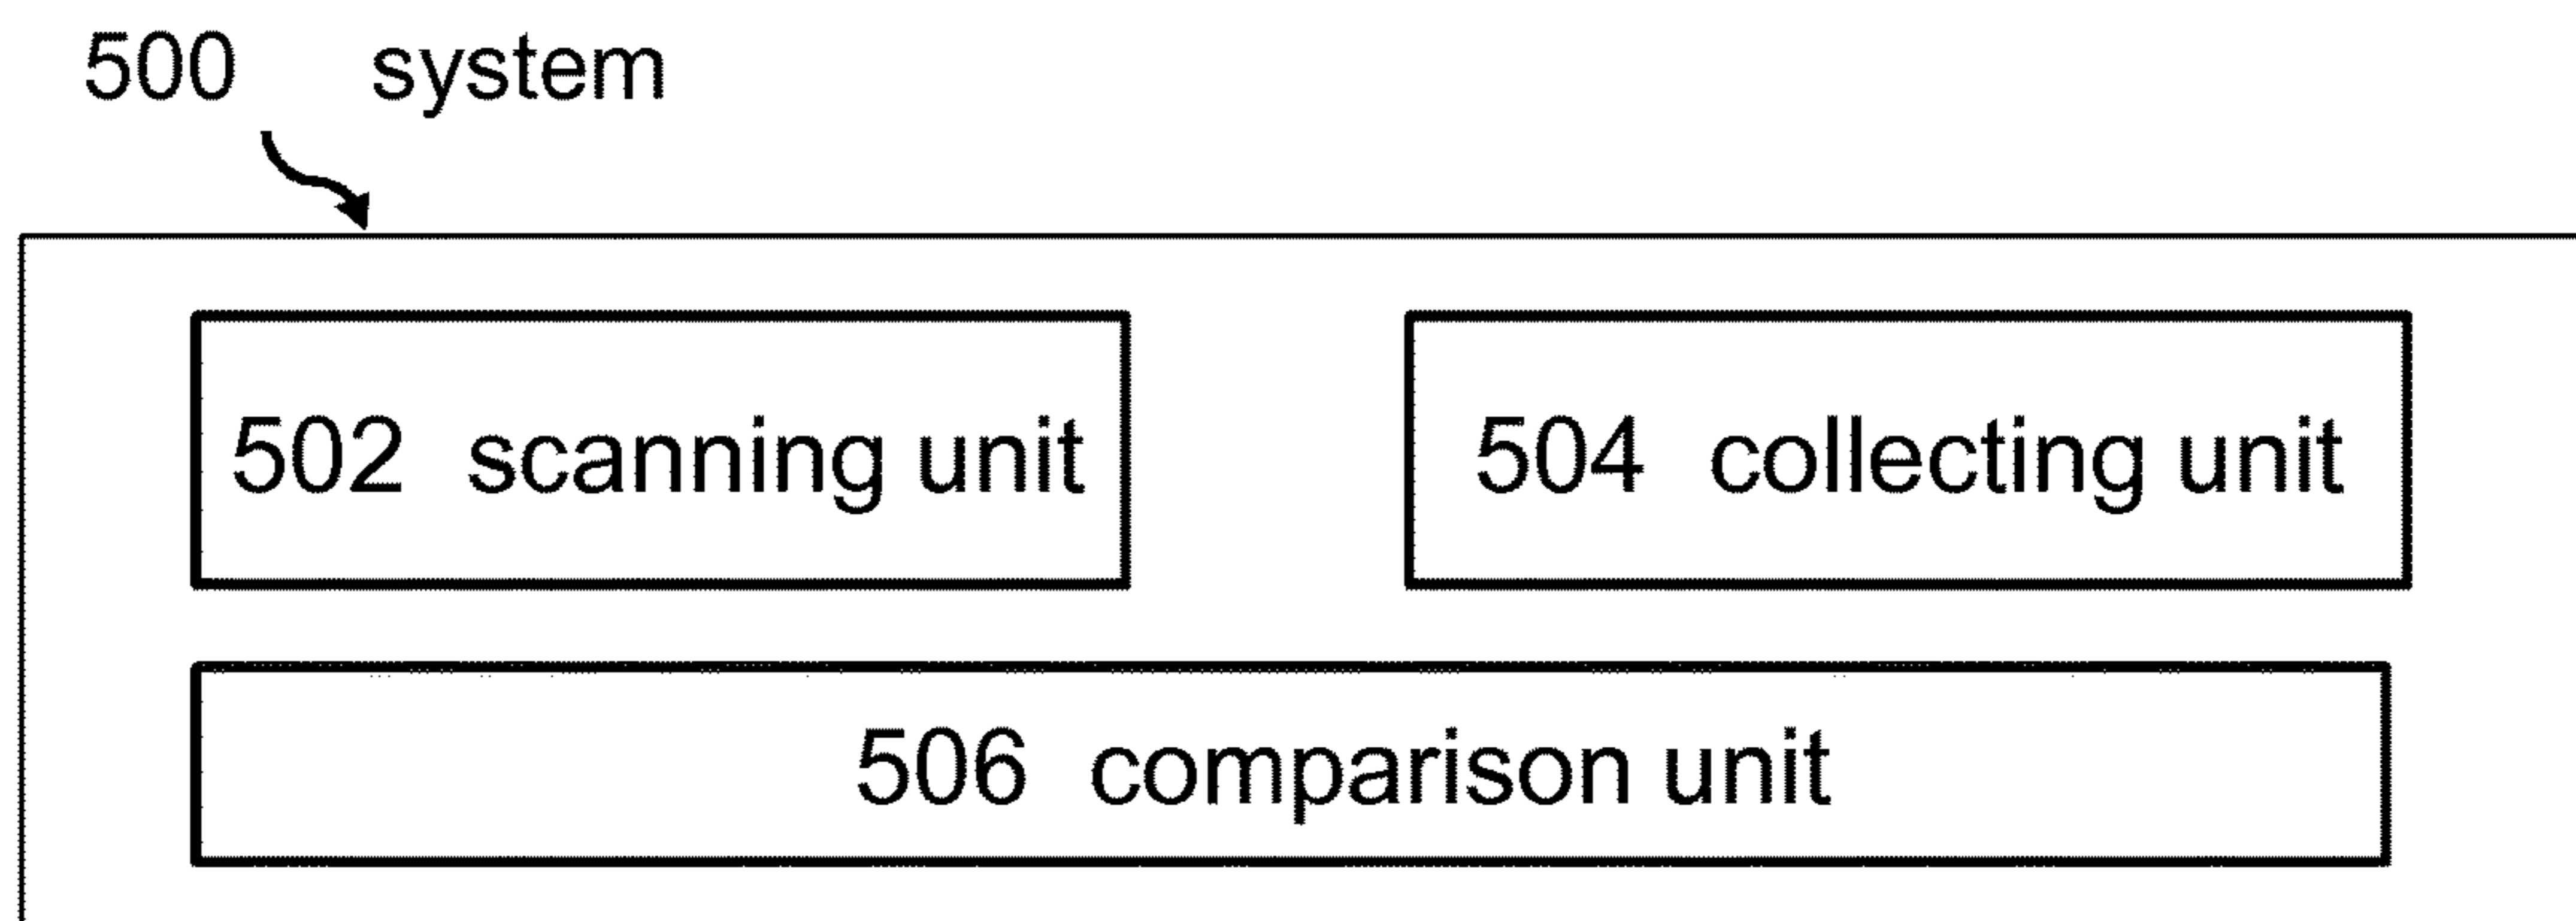 500 system
502 scanning unit
504 collecting unit
506 comparison unit